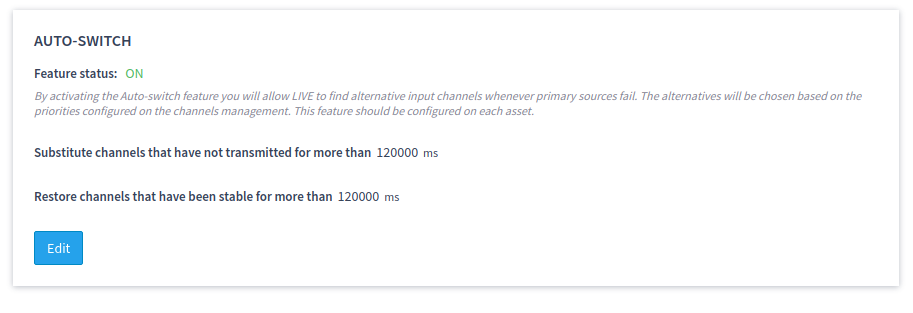 AUTO-SWITCH
Feature status: ON
By activating the Auto-switch feature you will allow LIVE to find alternative input channels whenever primary sources fail. The alternatives will be chosen based on the
priorities configured on the channels management. This feature should be configured on each asset.
Substitute channels that have not transmitted for more than 120000 ms
Restore channels that have been stable for more than 120000 ms
Edit